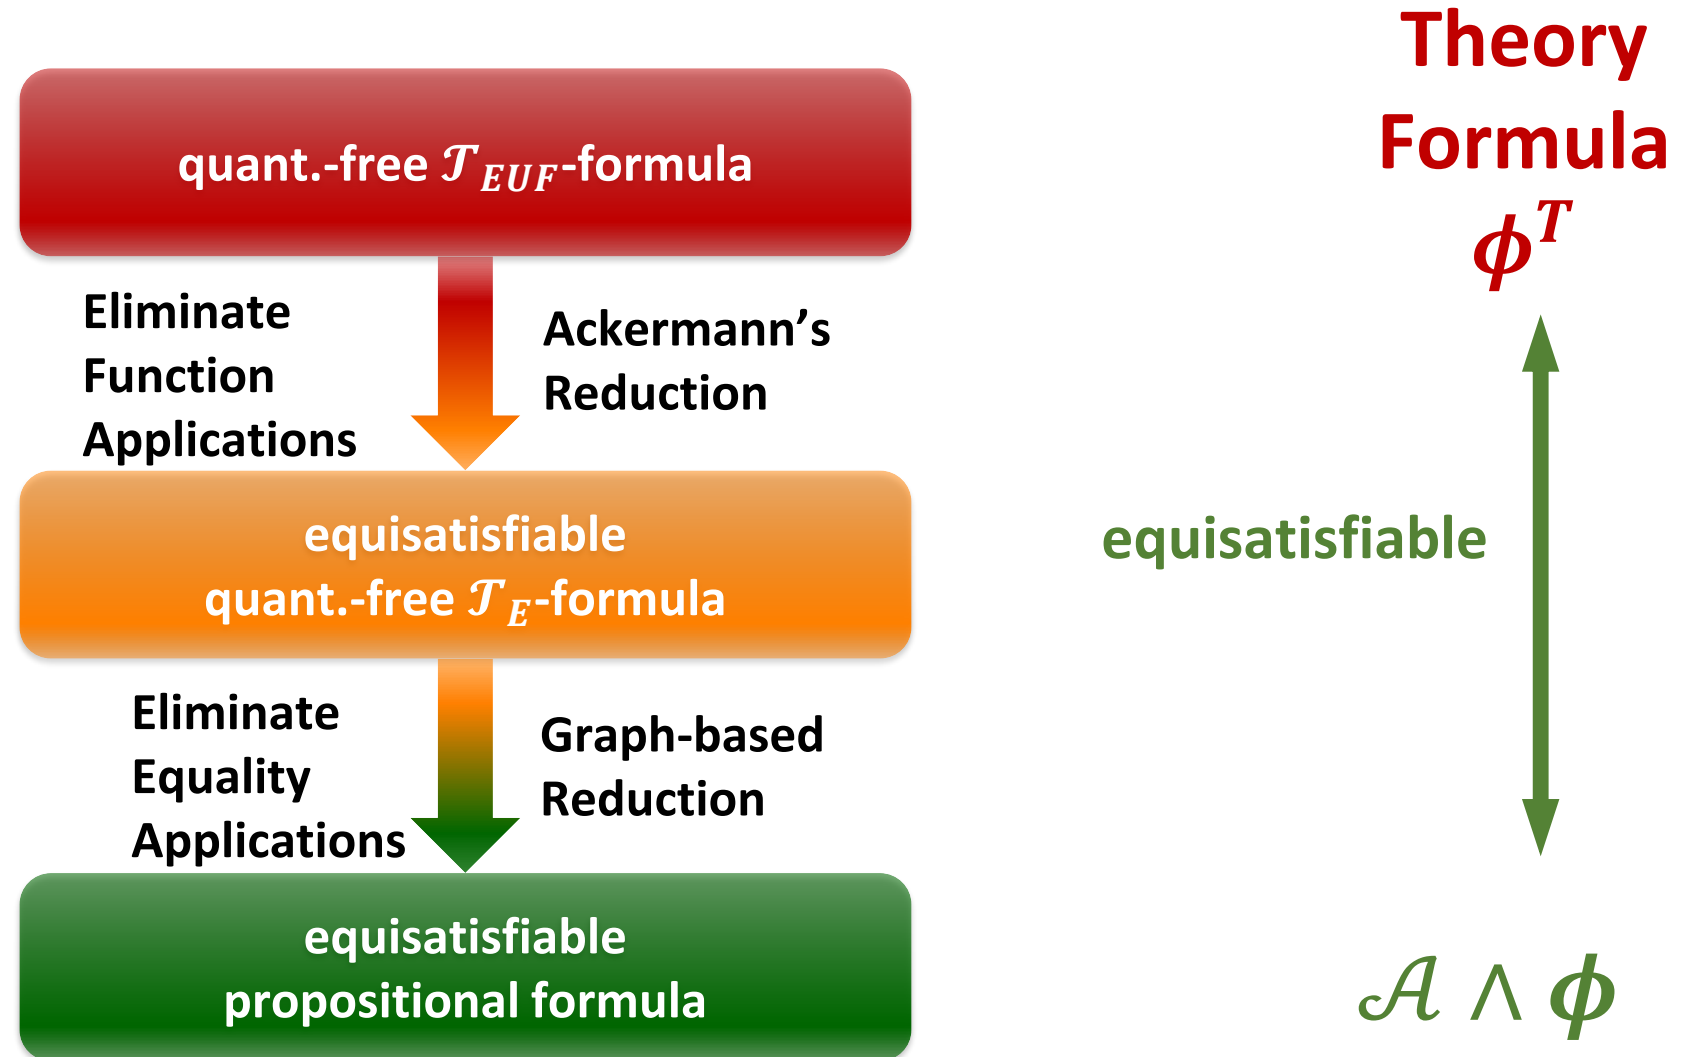 quant.-free 𝒯_EUF-formula
Eliminate
Function
Applications
Ackermann’s
Reduction
equisatisfiable
quant.-free 𝒯_E-formula
Eliminate
Equality
Applications
Graph-based
Reduction
equisatisfiable
propositional formula
Theory
Formula
ϕ^T
equisatisfiable
𝒜 ∧ ϕ